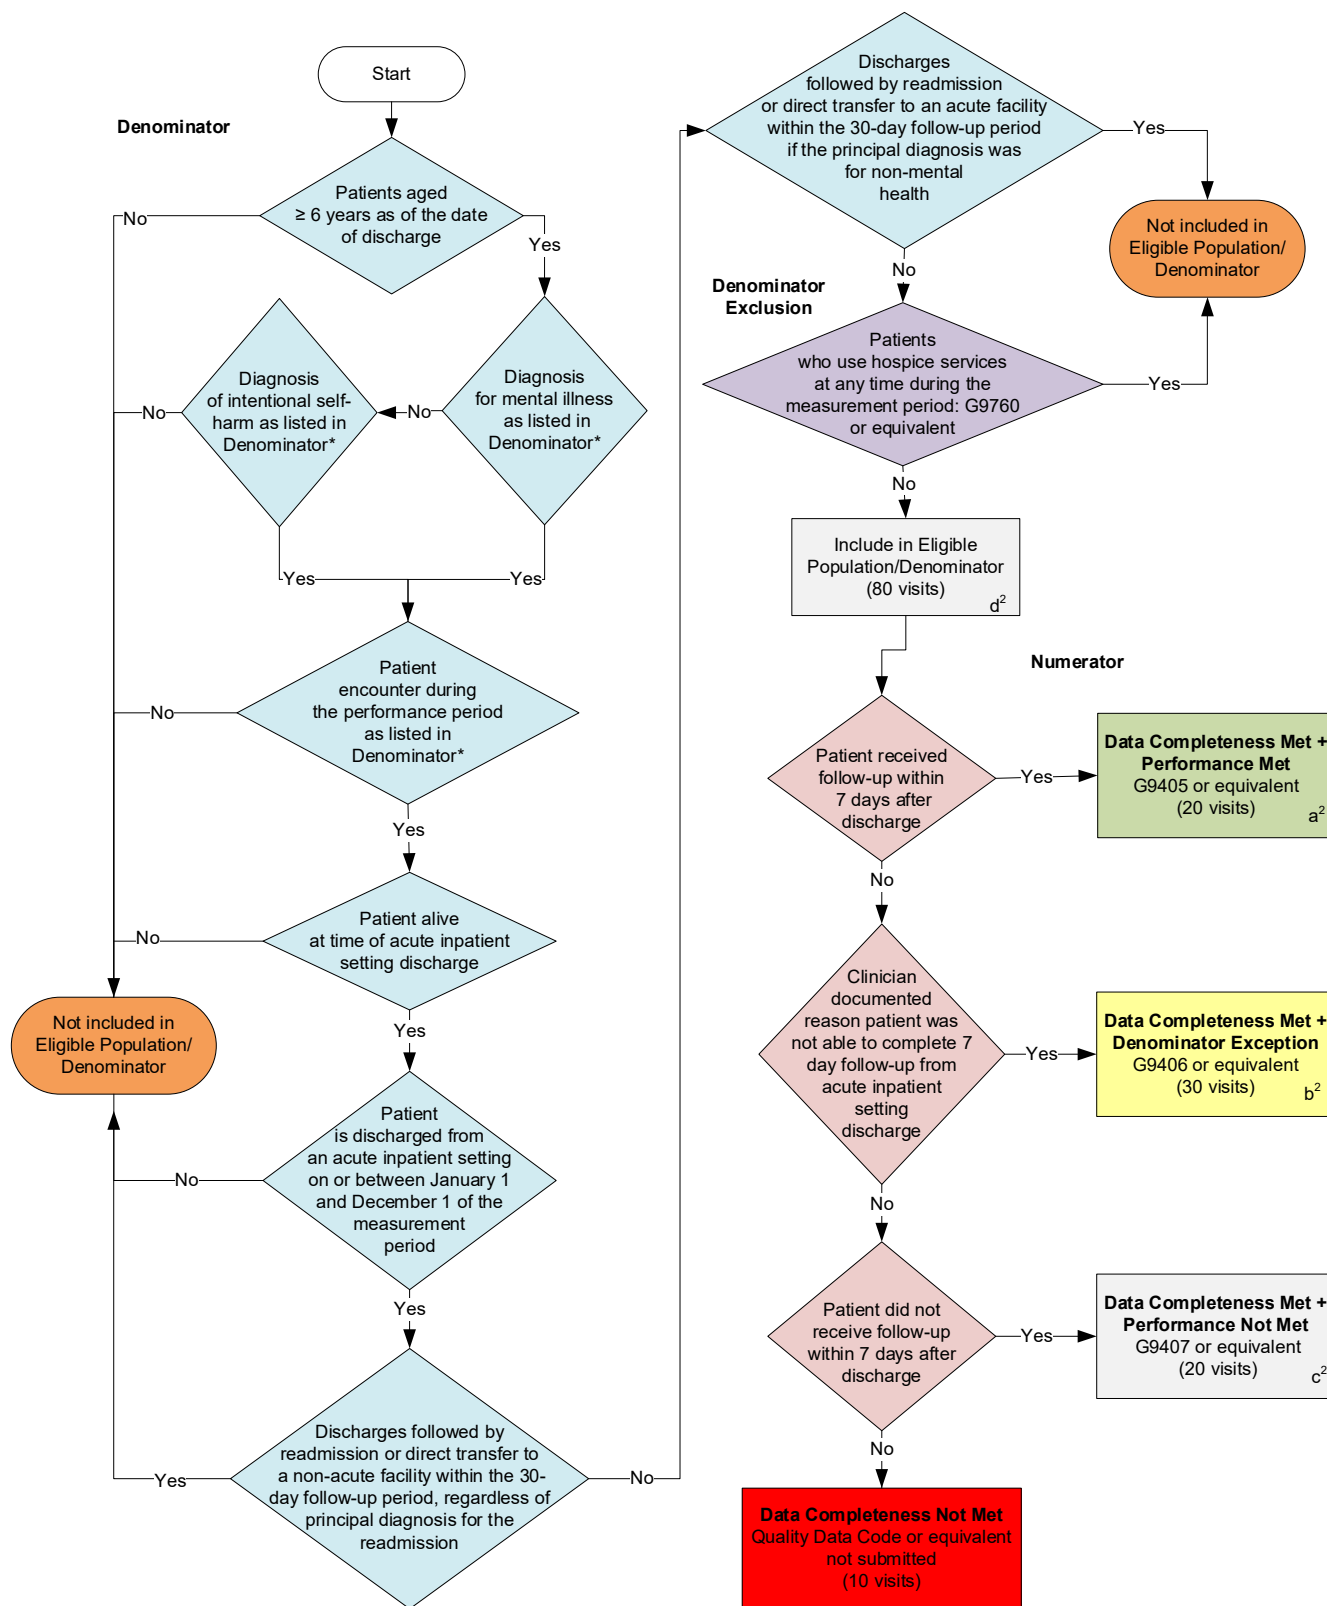 Start
Denominator
Patients aged
≥ 6 years as of the date
of discharge
No
Yes
Diagnosis
of intentional self-
harm as listed in
Denominator*
No
No
Diagnosis
for mental illness
as listed in
Denominator*
Yes
Yes
Patient
encounter during
the performance period
as listed in
Denominator*
No
Yes
Patient alive
at time of acute inpatient
setting discharge
No
Yes
Not included in
Eligible Population/
Denominator
Patient
is discharged from
an acute inpatient setting
on or between January 1
and December 1 of the
measurement
period
No
Yes
Discharges followed by
readmission or direct transfer to
a non-acute facility within the 30-
day follow-up period, regardless of
principal diagnosis for the
readmission
Yes
No
Discharges
followed by readmission
or direct transfer to an acute facility
within the 30-day follow-up period
if the principal diagnosis was
for non-mental
health
Yes
No
Not included in
Eligible Population/
Denominator
Denominator
Exclusion
Patients
who use hospice services
at any time during the
measurement period: G9760
or equivalent
Yes
No
Include in Eligible
Population/Denominator
(80 visits)
d²
Numerator
Patient received
follow-up within
7 days after
discharge
Yes
No
Data Completeness Met +
Performance Met
G9405 or equivalent
(20 visits)
a²
Clinician
documented
reason patient was
not able to complete 7
day follow-up from
acute inpatient
setting
discharge
Yes
No
Data Completeness Met +
Denominator Exception
G9406 or equivalent
(30 visits)
b²
Patient did not
receive follow-up
within 7 days after
discharge
Yes
No
Data Completeness Met +
Performance Not Met
G9407 or equivalent
(20 visits)
c²
Data Completeness Not Met
Quality Data Code or equivalent
not submitted
(10 visits)